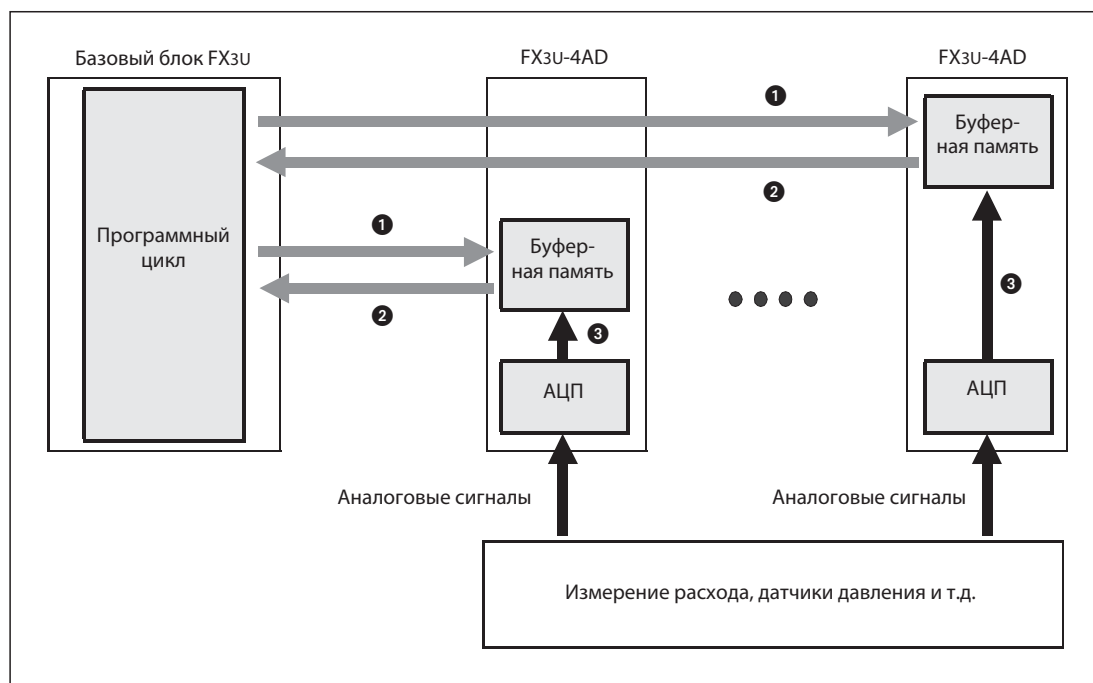 Базовый блок FX3U
FX3U-4AD
FX3U-4AD
❶
Буфер-
ная память
❷
Программный
цикл
❶
Буфер-
ная память
❷
❸
❸
АЦП
АЦП
Аналоговые сигналы
Аналоговые сигналы
Измерение расхода, датчики давления и т.д.